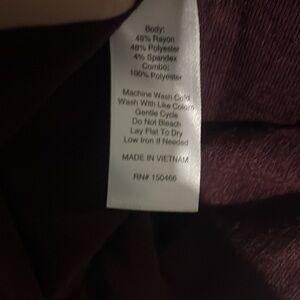 Body:
48% Rayon
48% Polyester
4% Spandex
Combo:
100% Polyester
Machine Wash Cold
Wash With Like Colors
Gentle Cycle
Do Not Bleach
Lay Flat To Dry
Low Iron If Needed
MADE IN VIETNAM
RN# 150466